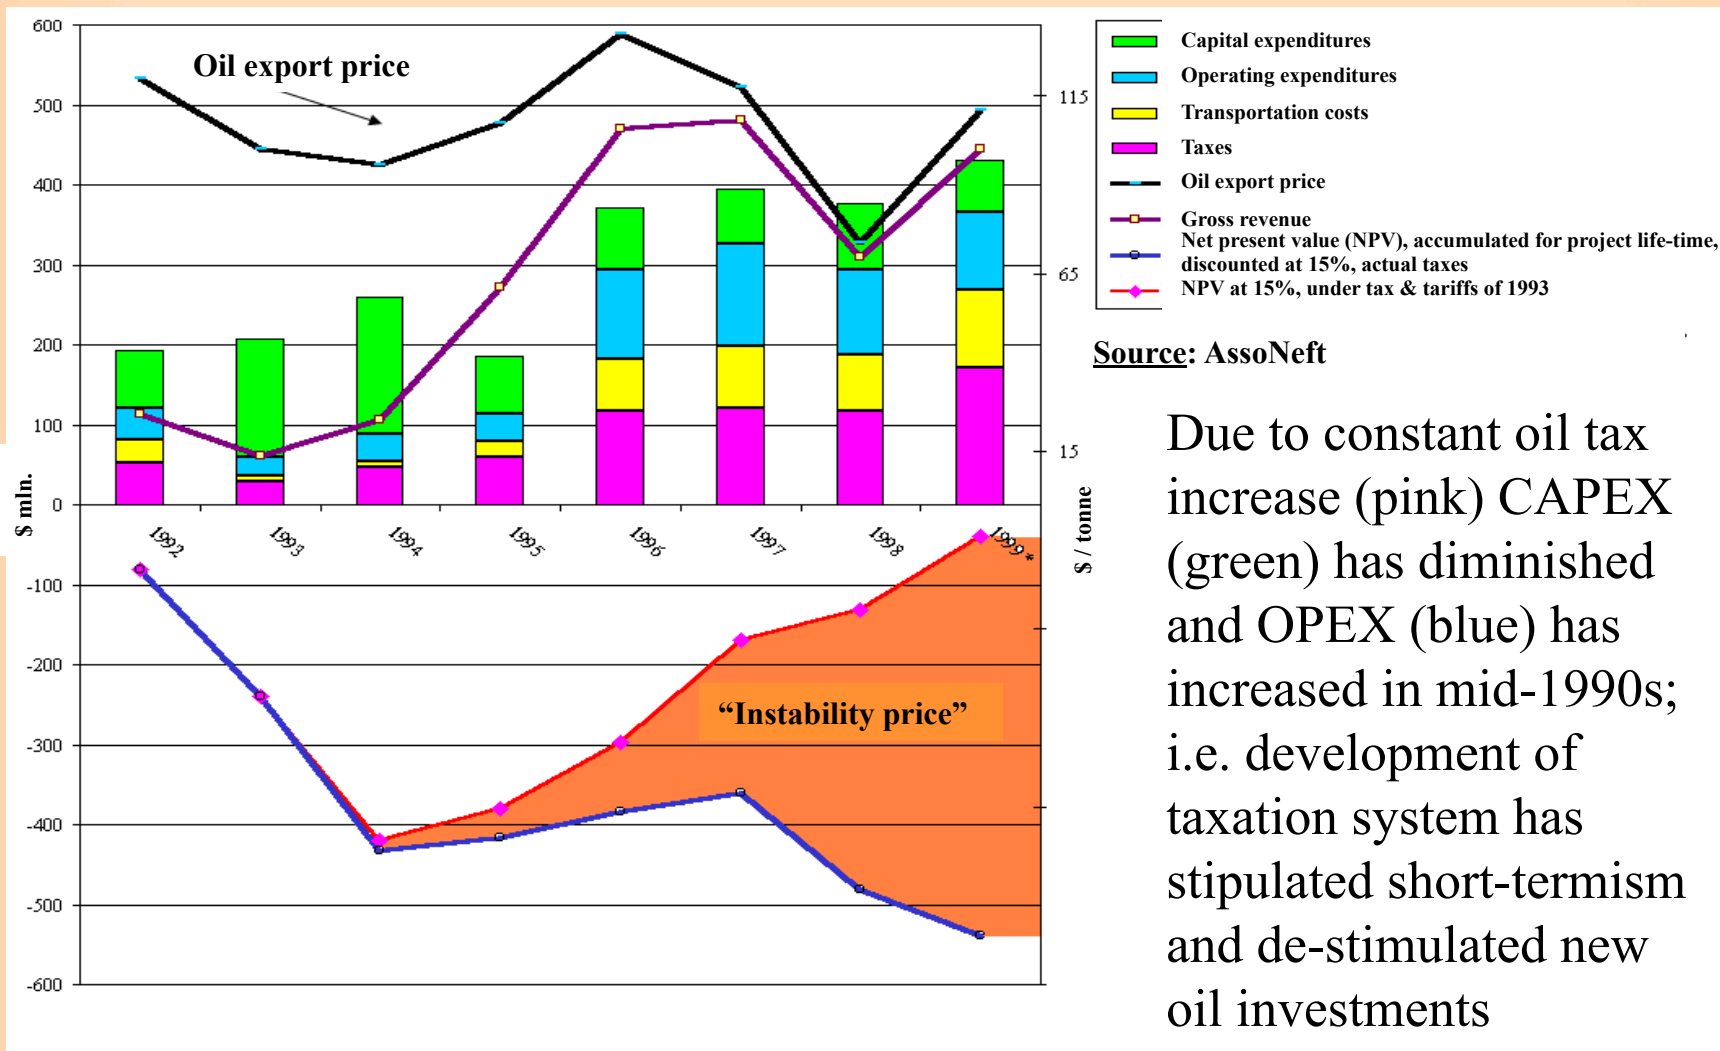 600
500
400
300
200
100
0
-100
-200
-300
-400
-500
-600
$ mln.
Oil export price
1992
1993
1994
1995
1996
1997
1998
1999 *
115
65
15
$ / tonne
“Instability price”
Capital expenditures
Operating expenditures
Transportation costs
Taxes
Oil export price
Gross revenue
Net present value (NPV), accumulated for project life-time,
discounted at 15%, actual taxes
NPV at 15%, under tax & tariffs of 1993
Source: AssoNeft
Due to constant oil tax
increase (pink) CAPEX
(green) has diminished
and OPEX (blue) has
increased in mid-1990s;
i.e. development of
taxation system has
stipulated short-termism
and de-stimulated new
oil investments